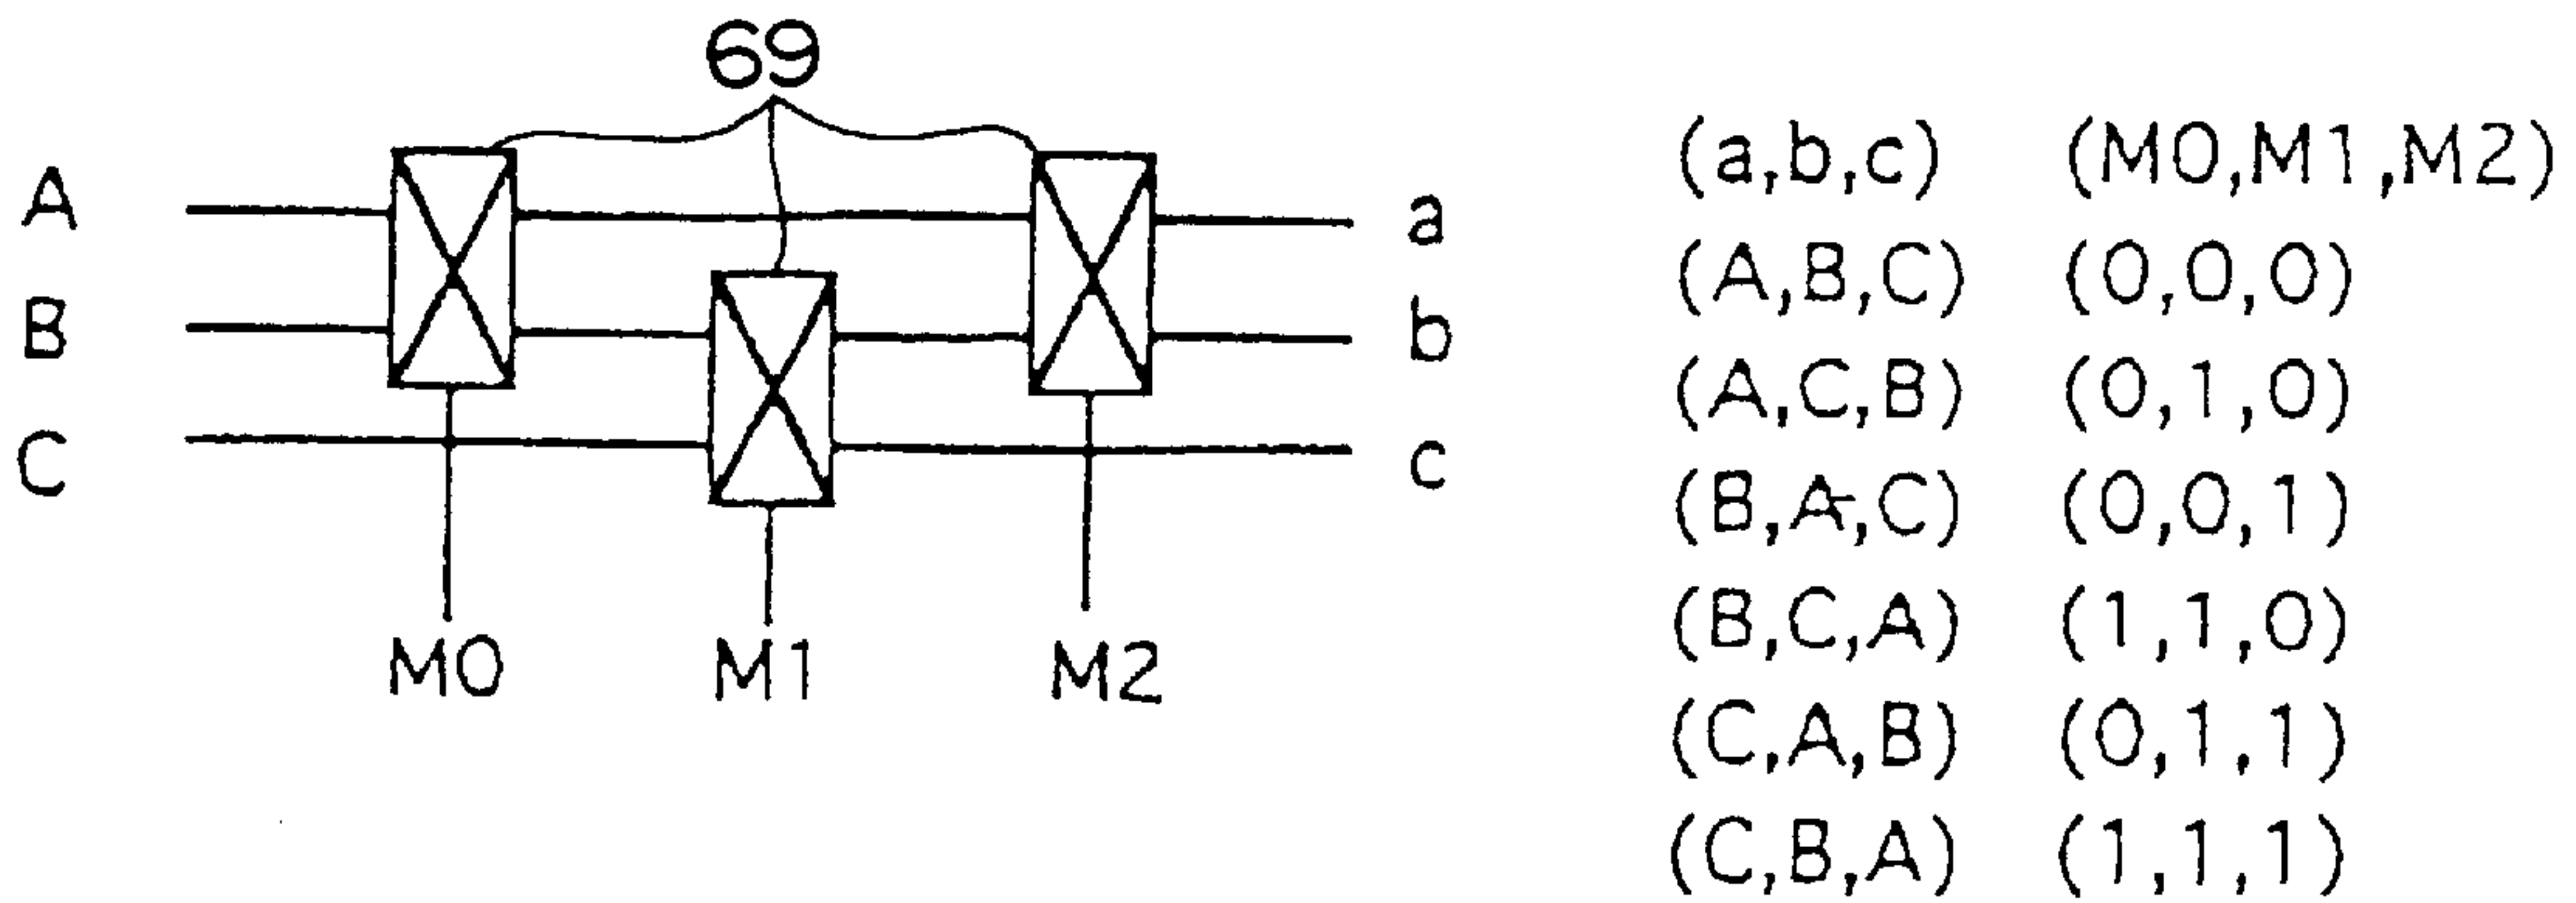 69
A
B
C
a
b
c
M0
M1
M2
(a,b,c) (M0,M1,M2)
(A,B,C) (0,0,0)
(A,C,B) (0,1,0)
(B,A,C) (0,0,1)
(B,C,A) (1,1,0)
(C,A,B) (0,1,1)
(C,B,A) (1,1,1)